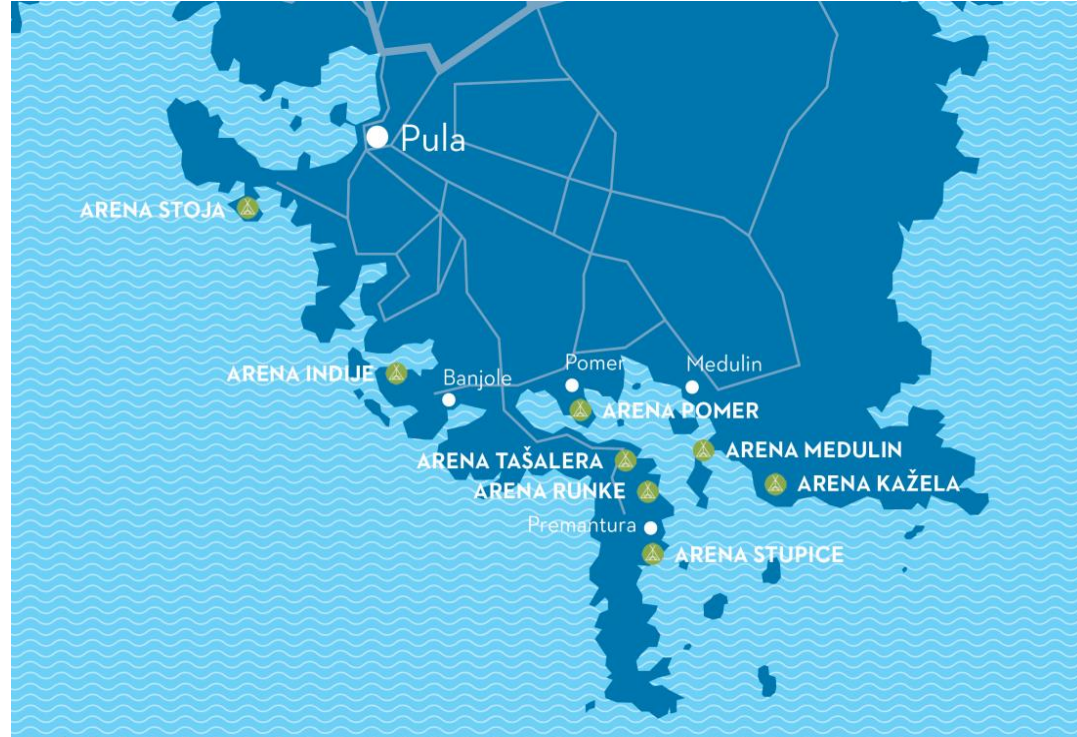 Pula
ARENA STOJA
Pomer
Medulin
ARENA INDIJE
Banjole
ARENA POMER
ARENA MEDULIN
ARENA TAŠALERA
ARENA KAŽELA
ARENA RUNKE
Premantura
ARENA STUPICE